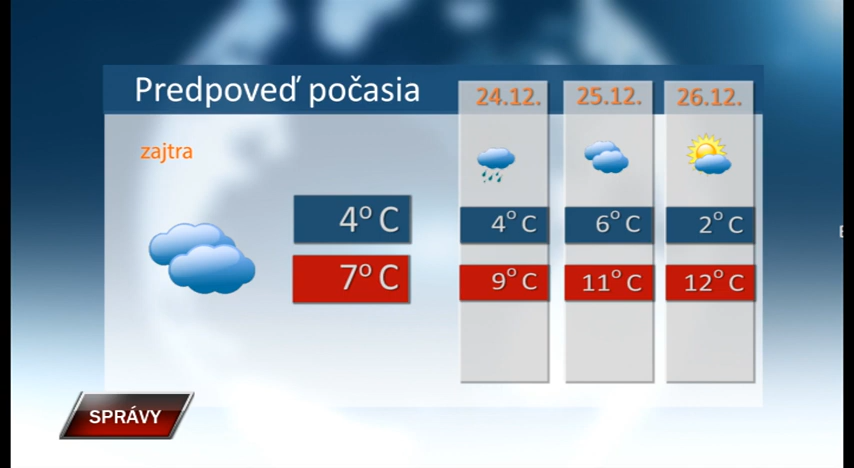 Predpoveď počasia
zajtra
4° C
7° C
24.12.
4° C
9° C
25.12.
6° C
11° C
26.12.
2° C
12° C
SPRÁVY